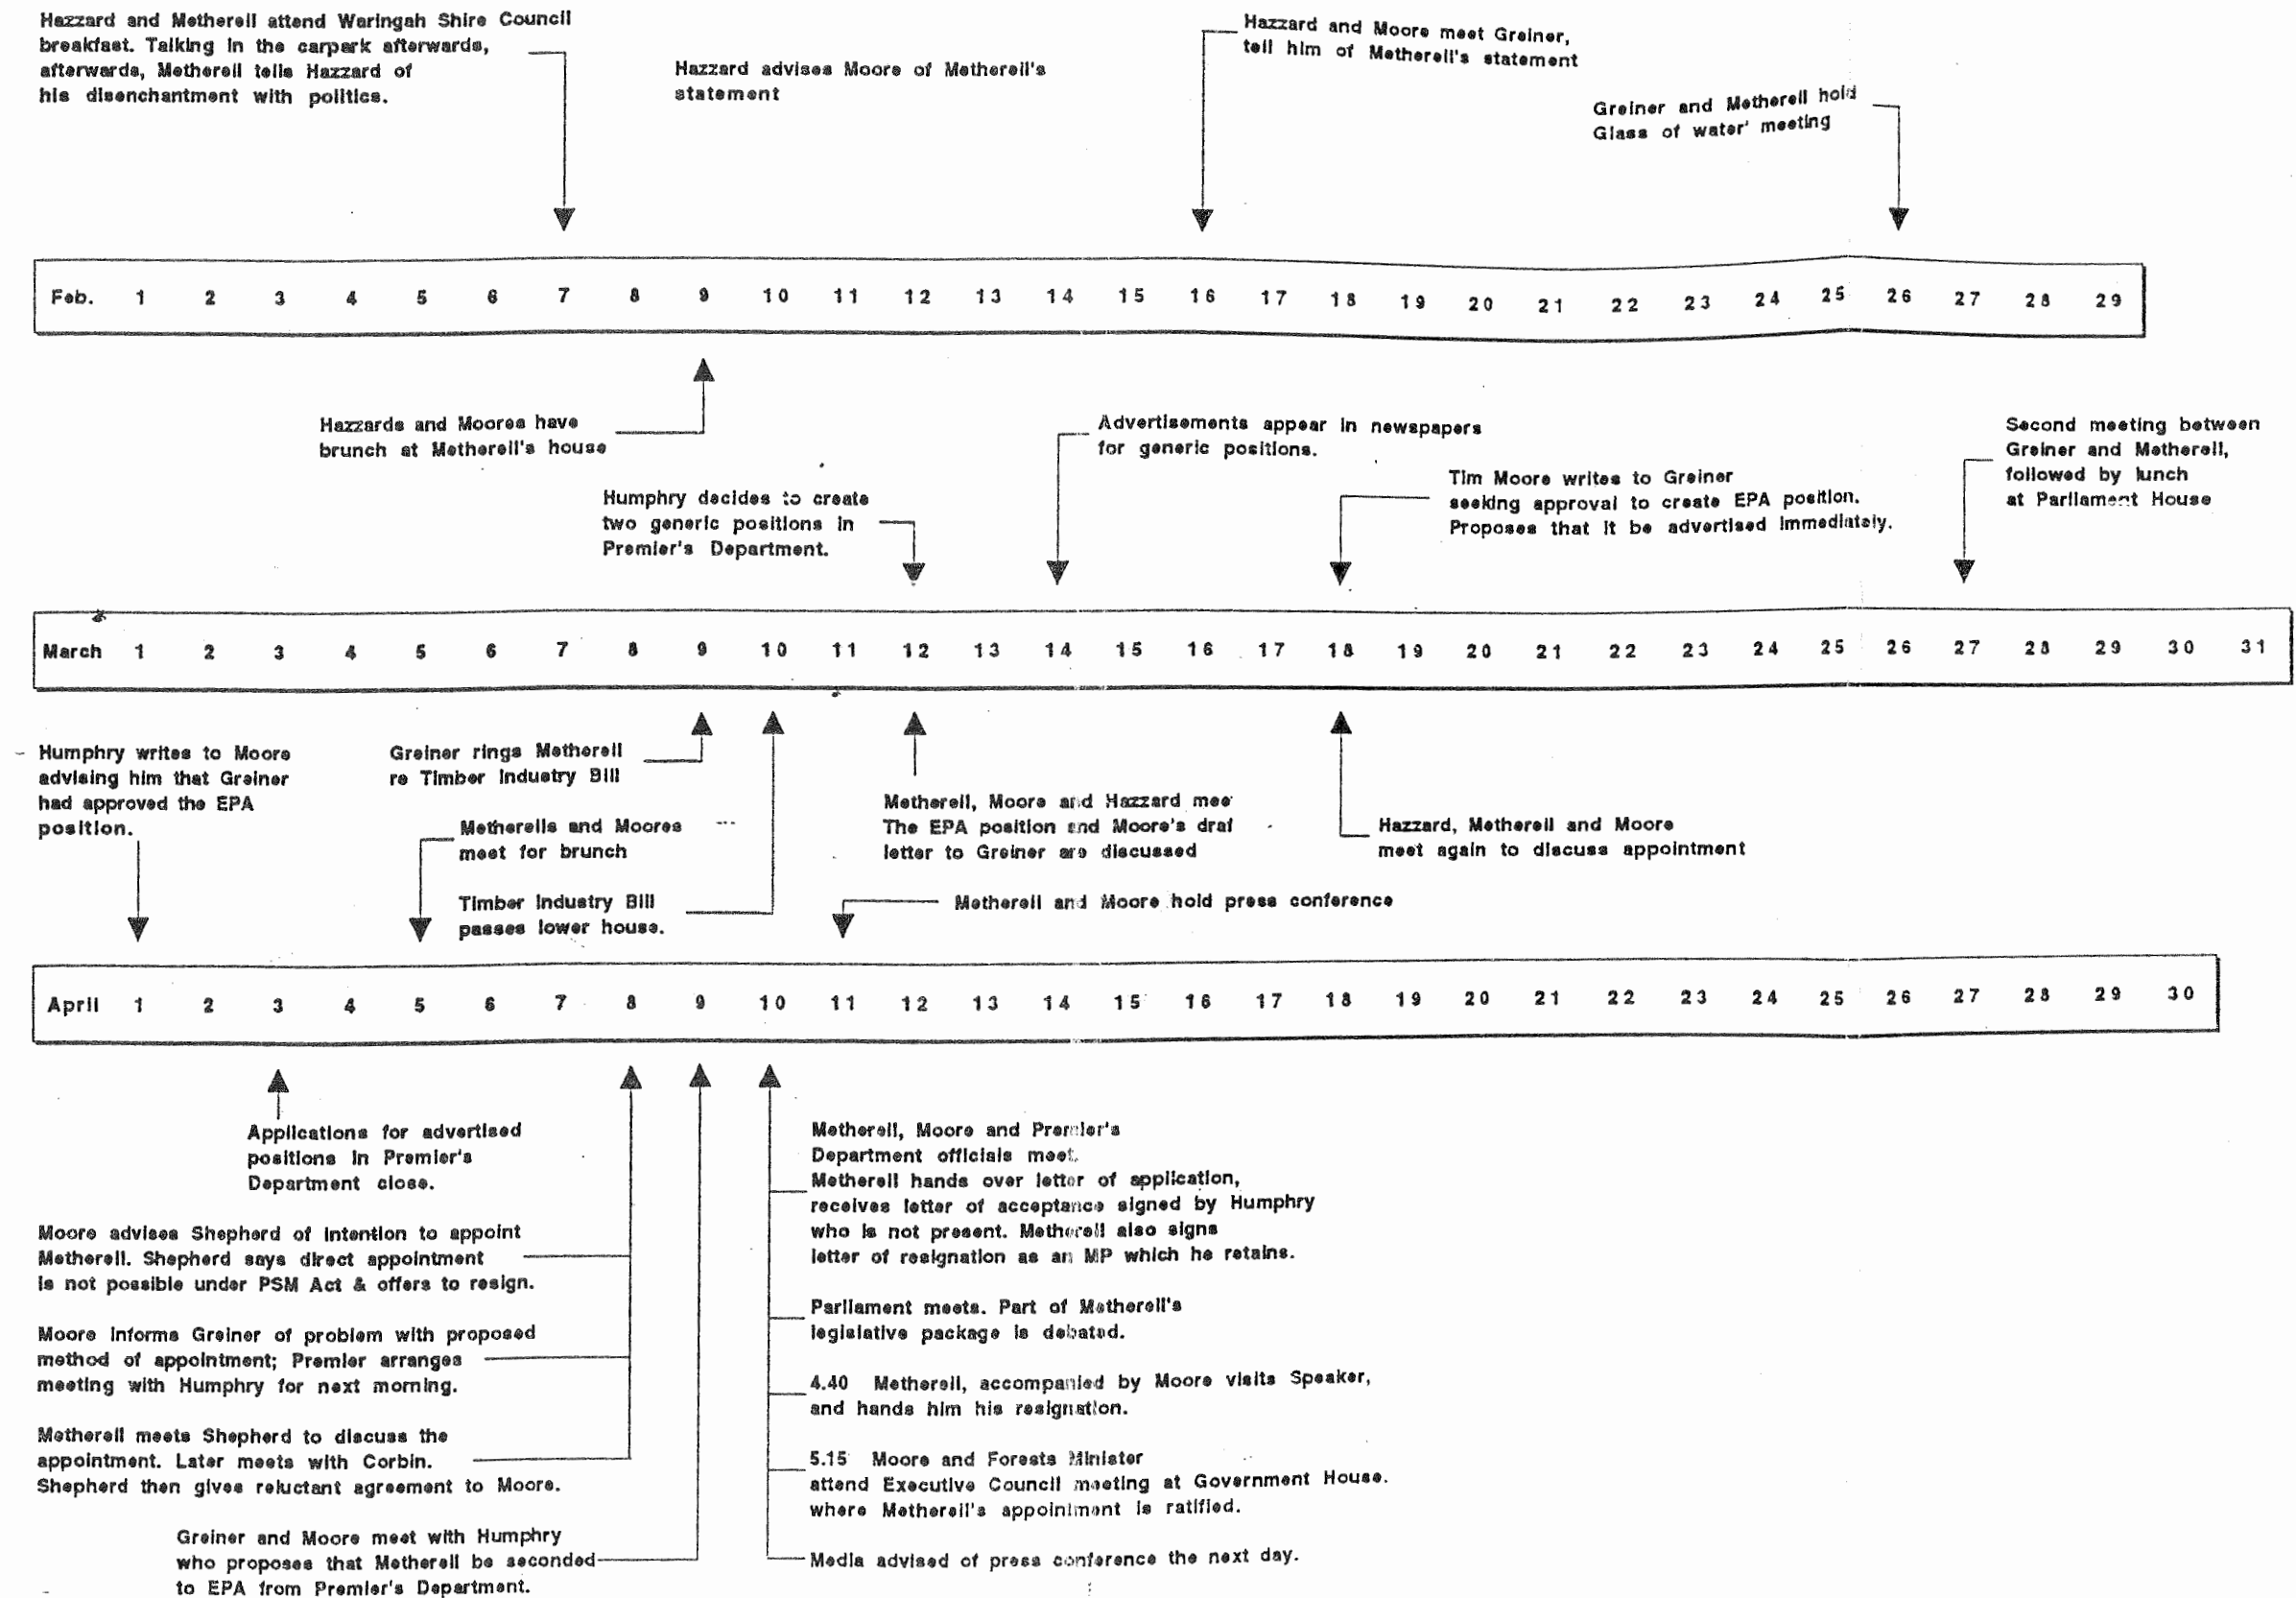 Hazzard and Metherell attend Waringah Shire Council
breakfast. Talking in the carpark afterwards,
afterwards, Metherell tells Hazzard of
his disenchantment with politics.
Hazzard advises Moore of Metherell's
statement
Hazzard and Moore meet Greiner,
tell him of Metherell's statement
Greiner and Metherell hold
Glass of water' meeting
Feb. 1 2 3 4 5 6 7 8 9 10 11 12 13 14 15 16 17 18 19 20 21 22 23 24 25 26 27 28 29
Hazzards and Moores have
brunch at Metherell's house
Humphry decides to create
two generic positions in
Premier's Department.
Advertisements appear in newspapers
for generic positions.
Tim Moore writes to Greiner
seeking approval to create EPA position.
Proposes that it be advertised immediately.
Second meeting between
Greiner and Metherell,
followed by lunch
at Parliament House
March 1 2 3 4 5 6 7 8 9 10 11 12 13 14 15 16 17 18 19 20 21 22 23 24 25 26 27 28 29 30 31
Humphry writes to Moore
advising him that Greiner
had approved the EPA
position.
Greiner rings Metherell
re Timber Industry Bill
Metherells and Moores
meet for brunch
Timber Industry Bill
passes lower house.
Metherell, Moore and Hazzard mee
The EPA position and Moore's draf
letter to Greiner are discussed
Hazzard, Metherell and Moore
meet again to discuss appointment
Metherell and Moore hold press conference
April 1 2 3 4 5 6 7 8 9 10 11 12 13 14 15 16 17 18 19 20 21 22 23 24 25 26 27 28 29 30
Applications for advertised
positions in Premier's
Department close.
Moore advises Shepherd of intention to appoint
Metherell. Shepherd says direct appointment
is not possible under PSM Act & offers to resign.
Moore informs Greiner of problem with proposed
method of appointment; Premier arranges
meeting with Humphry for next morning.
Metherell meets Shepherd to discuss the
appointment. Later meets with Corbin.
Shepherd then gives reluctant agreement to Moore.
Greiner and Moore meet with Humphry
who proposes that Metherell be seconded
to EPA from Premier's Department.
Metherell, Moore and Premier's
Department officials meet.
Metherell hands over letter of application,
receives letter of acceptance signed by Humphry
who is not present. Metherell also signs
letter of resignation as an MP which he retains.
Parliament meets. Part of Metherell's
legislative package is debated.
4.40 Metherell, accompanied by Moore visits Speaker,
and hands him his resignation.
5.15 Moore and Forests Minister
attend Executive Council meeting at Government House.
where Metherell's appointment is ratified.
Media advised of press conference the next day.